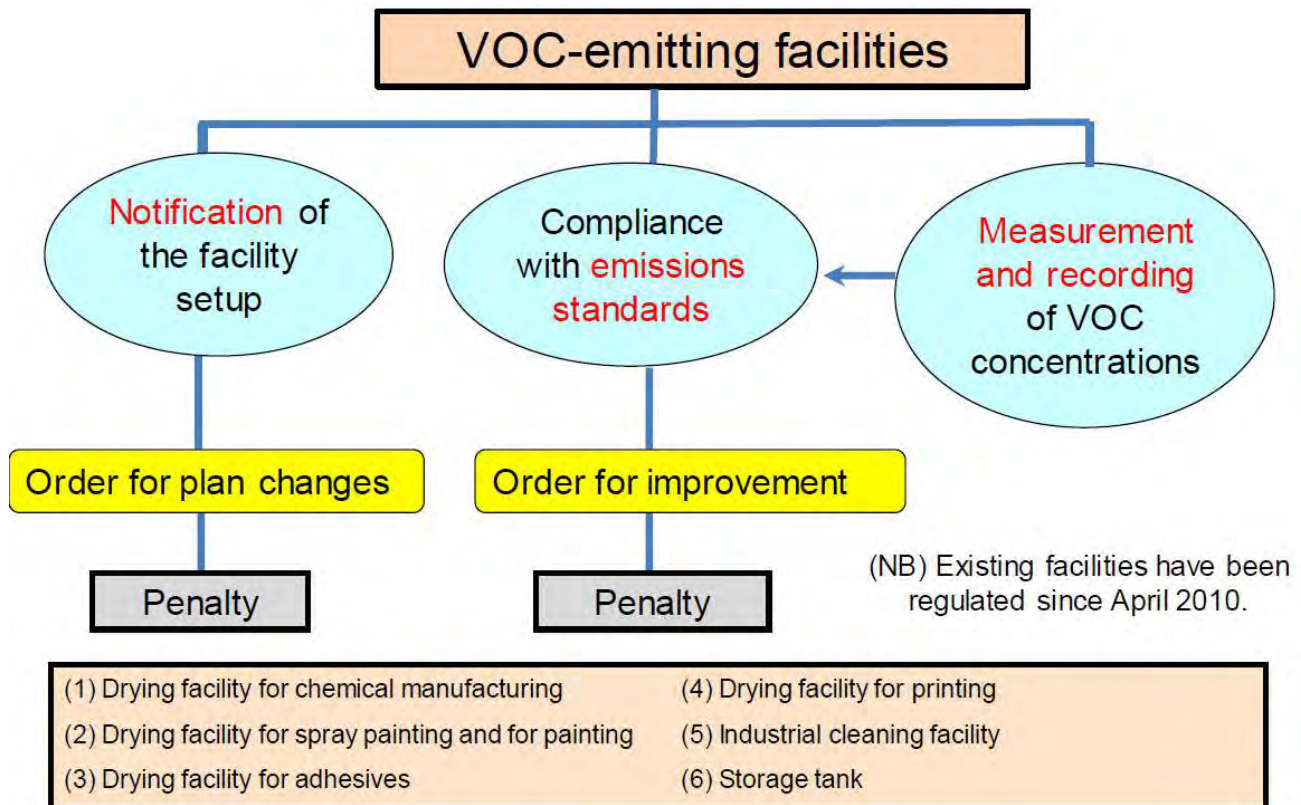 VOC-emitting facilities
Notification of
the facility
setup
Compliance
with emissions
standards
Measurement
and recording
of VOC
concentrations
Order for plan changes
Order for improvement
Penalty
Penalty
(NB) Existing facilities have been
regulated since April 2010.
(1) Drying facility for chemical manufacturing
(2) Drying facility for spray painting and for painting
(3) Drying facility for adhesives
(4) Drying facility for printing
(5) Industrial cleaning facility
(6) Storage tank